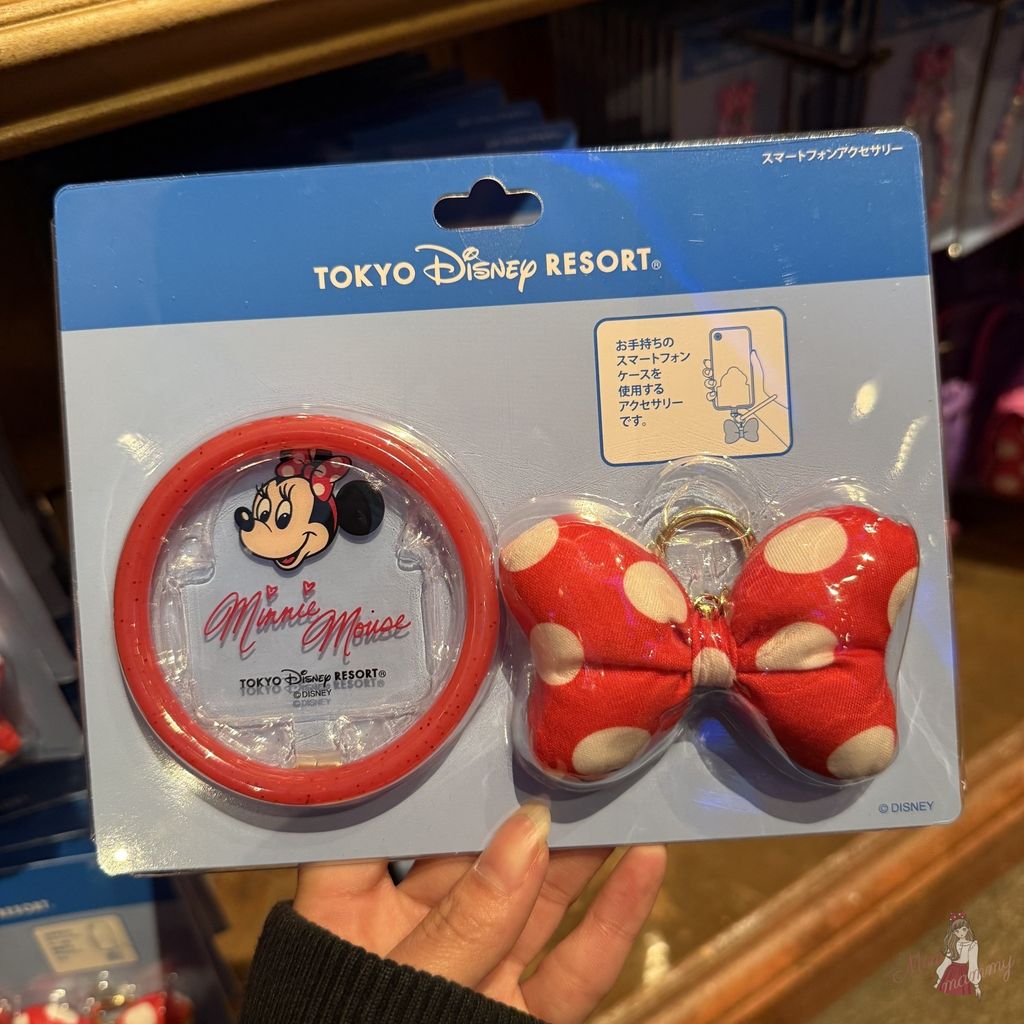 スマートフォンアクセサリー
TOKYO Disney RESORT®
お手持ちの
スマートフォン
ケースを
使用する
アクセサリー
です。
Minnie
Mouse
TOKYO Disney RESORT®
© DISNEY
© DISNEY
RESORT
mammy